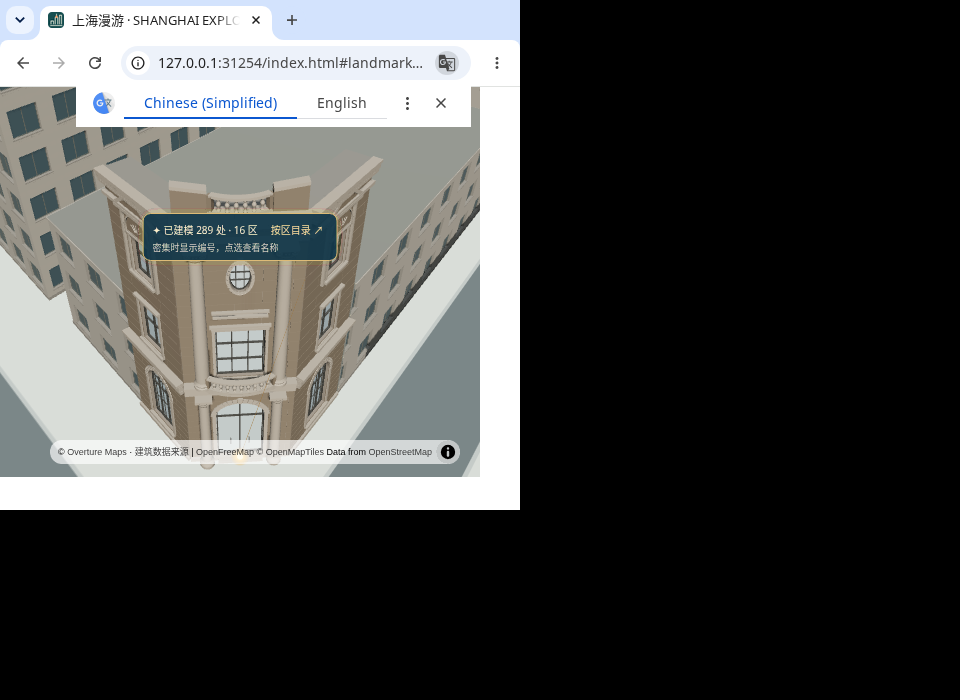 上海漫游 · SHANGHAI EXPLO
127.0.0.1:31254/index.html#landmark...
Chinese (Simplified)
English
✦ 已建模 289 处 · 16 区 按区目录 ↗
密集时显示编号，点选查看名称
© Overture Maps · 建筑数据来源 | OpenFreeMap © OpenMapTiles Data from OpenStreetMap